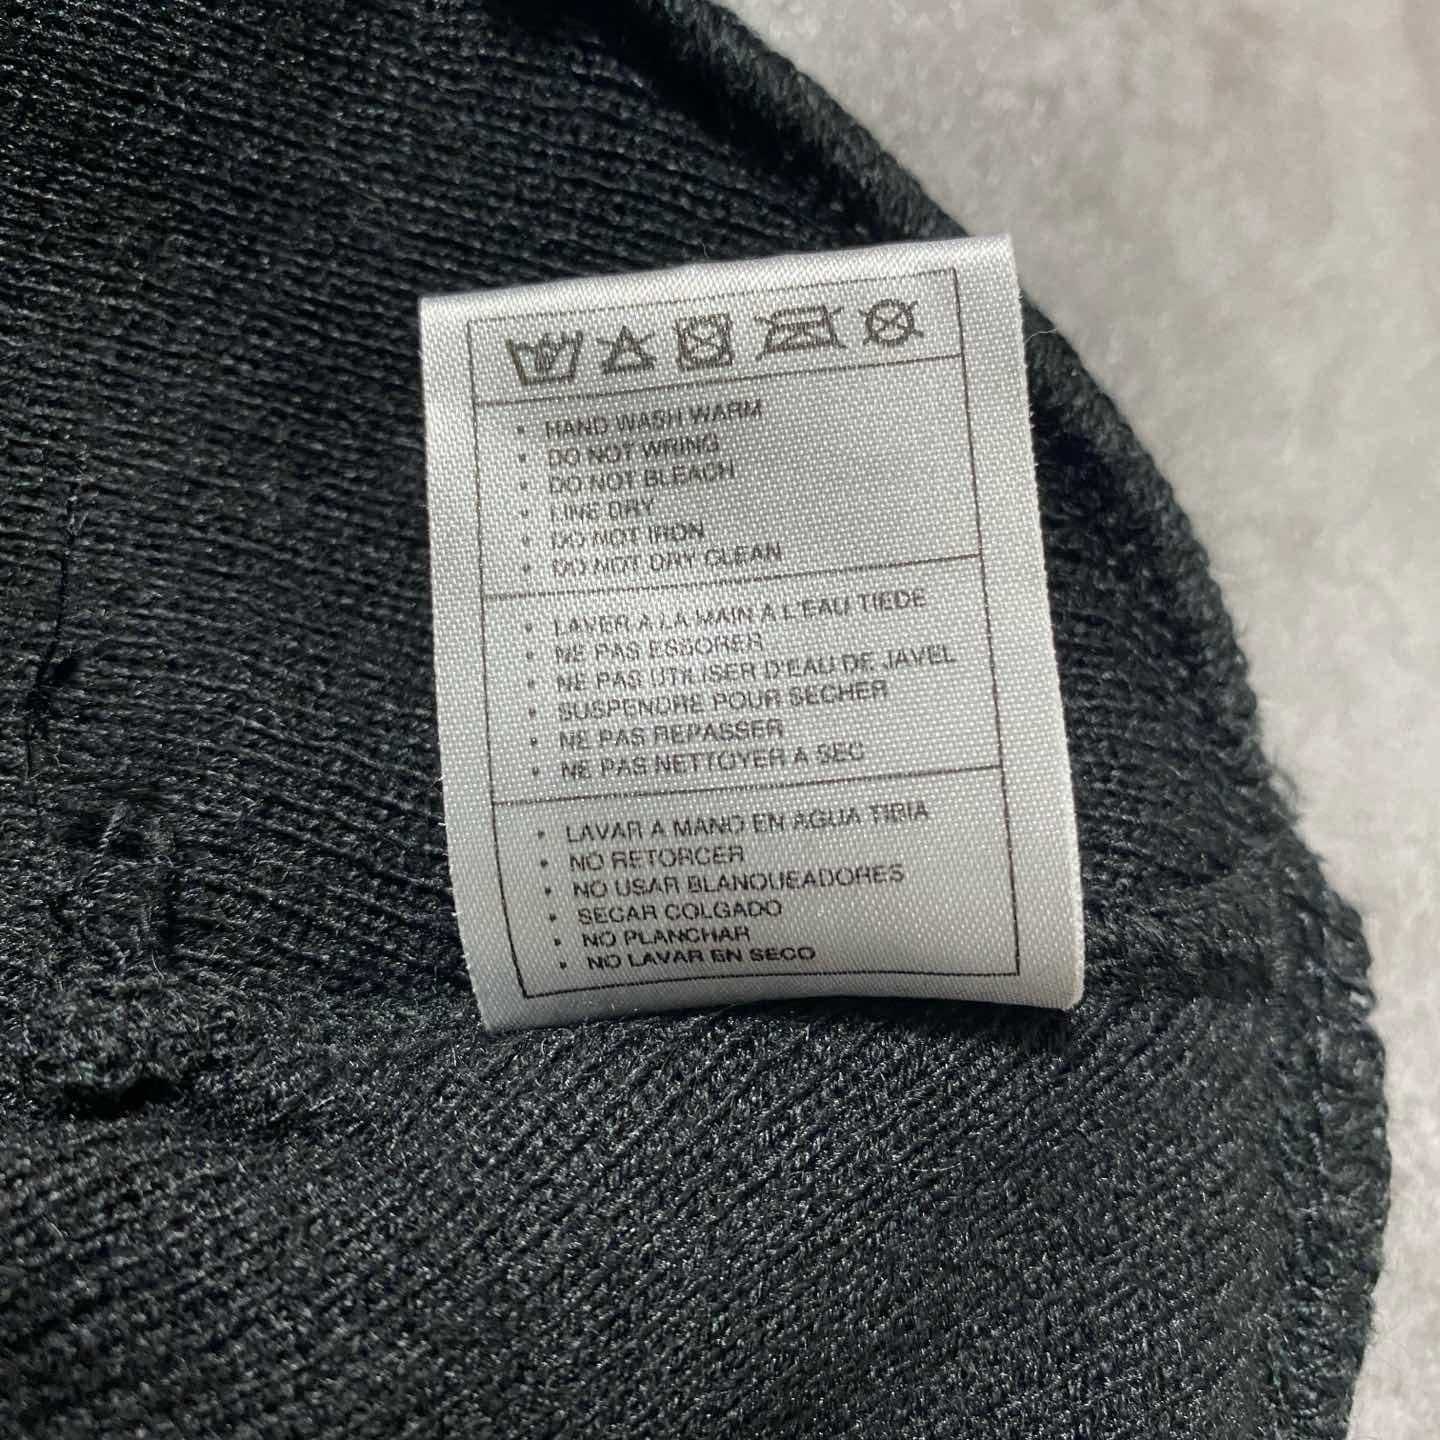 • HAND WASH WARM
• DO NOT WRING
• DO NOT BLEACH
• LINE DRY
• DO NOT IRON
• DO NOT DRY CLEAN
• LAVER A LA MAIN A L'EAU TIEDE
• NE PAS ESSORER
• NE PAS UTILISER D'EAU DE JAVEL
• SUSPENDRE POUR SECHER
• NE PAS REPASSER
• NE PAS NETTOYER A SEC
• LAVAR A MANO EN AGUA TIBIA
• NO RETORCER
• NO USAR BLANQUEADORES
• SECAR COLGADO
• NO PLANCHAR
• NO LAVAR EN SECO